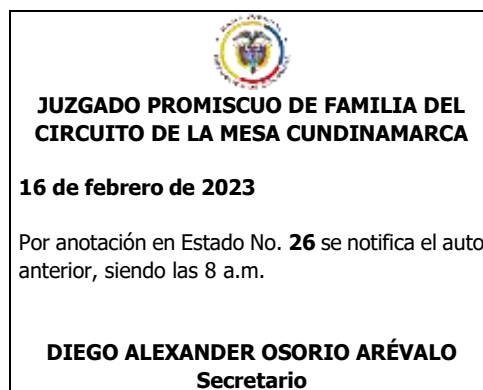 JUZGADO PROMISCUO DE FAMILIA DEL
CIRCUITO DE LA MESA CUNDINAMARCA
16 de febrero de 2023
Por anotación en Estado No. 26 se notifica el auto
anterior, siendo las 8 a.m.
DIEGO ALEXANDER OSORIO ARÉVALO
Secretario